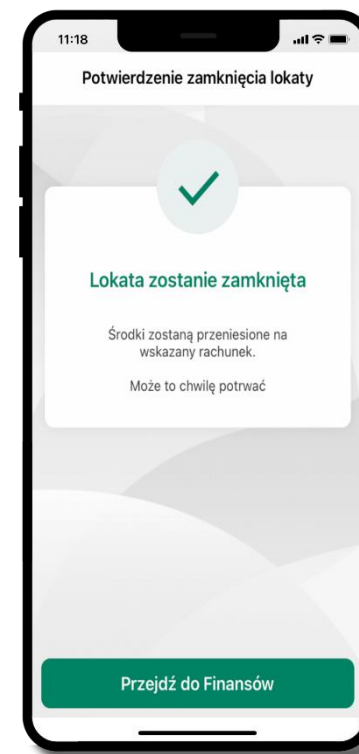 11:18
Potwierdzenie zamknięcia lokaty
Lokata zostanie zamknięta
Środki zostaną przeniesione na
wskazany rachunek.
Może to chwilę potrwać
Przejdź do Finansów